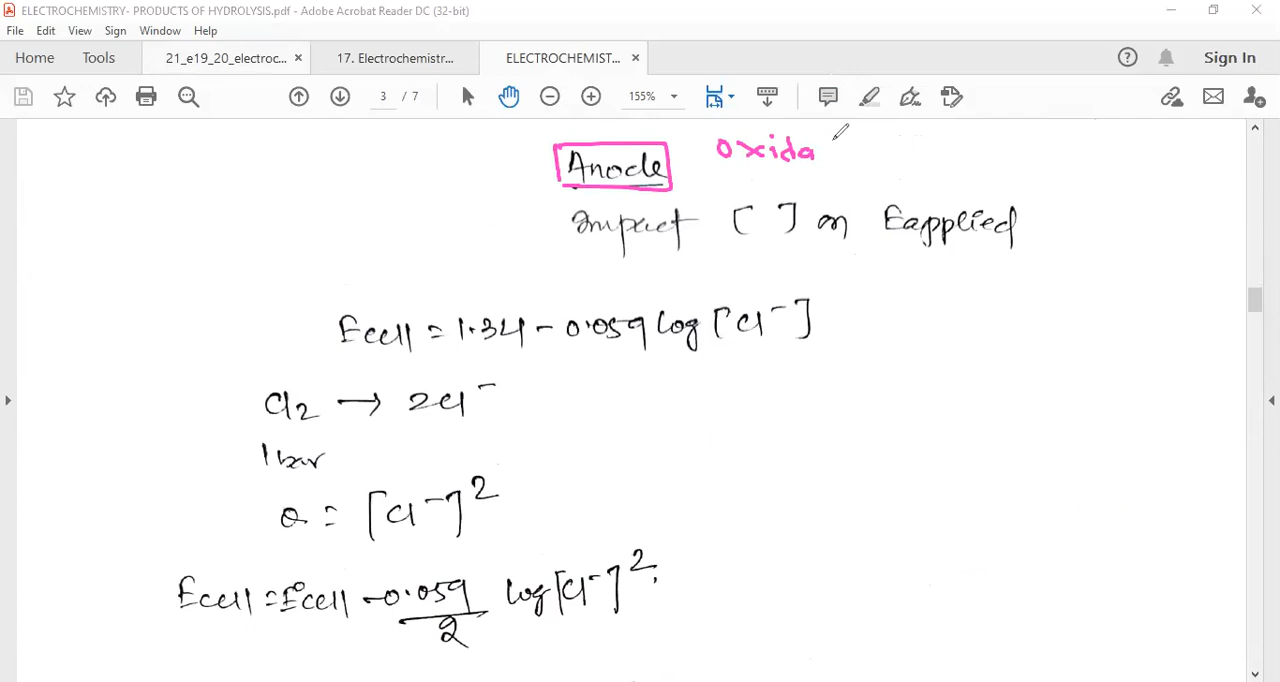 ELECTROCHEMISTRY- PRODUCTS OF HYDROLYSIS.pdf - Adobe Acrobat Reader DC (32-bit)
File Edit View Sign Window Help
Home Tools 21_e19_20_electroc... × 17. Electrochemistr... ELECTROCHEMIST... × Sign In
3 / 7 155%
Anode oxida
Impact [ ] on Eapplied
Ecell = 1.34 - 0.059 log [Cl⁻]
Cl₂ → 2Cl⁻
1 bar
Q = [Cl⁻]²
Ecell = E°cell - 0.059/2 log [Cl⁻]²